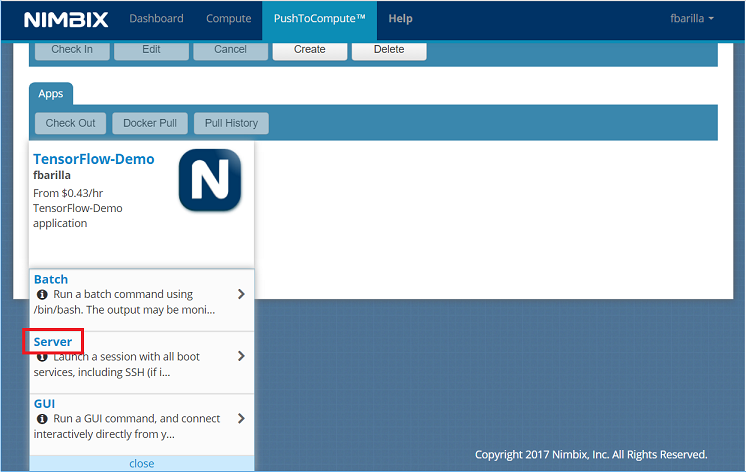 NIMBIX Dashboard Compute PushToCompute™ Help fbarilla
Check In Edit Cancel Create Delete
Apps
Check Out Docker Pull Pull History
TensorFlow-Demo
fbarilla
From $0.43/hr
TensorFlow-Demo
application
N
Batch
Run a batch command using
/bin/bash. The output may be moni...
Server
Launch a session with all boot
services, including SSH (if i...
GUI
Run a GUI command, and connect
interactively directly from y...
close
Copyright 2017 Nimbix, Inc. All Rights Reserved.